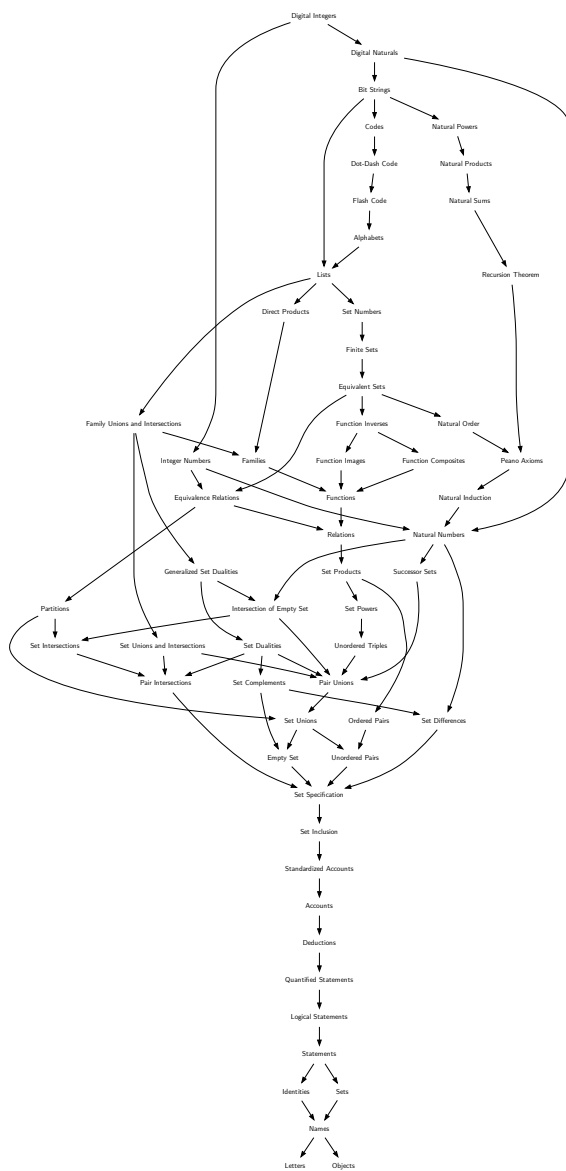 Digital Integers
Digital Naturals
Bit Strings
Codes
Natural Powers
Dot-Dash Code
Natural Products
Flash Code
Natural Sums
Alphabets
Lists
Recursion Theorem
Direct Products
Set Numbers
Finite Sets
Equivalent Sets
Family Unions and Intersections
Function Inverses
Natural Order
Integer Numbers
Families
Function Images
Function Composites
Peano Axioms
Equivalence Relations
Functions
Natural Induction
Relations
Natural Numbers
Generalized Set Dualities
Set Products
Successor Sets
Partitions
Intersection of Empty Set
Set Powers
Set Intersections
Set Unions and Intersections
Set Dualities
Unordered Triples
Pair Intersections
Set Complements
Pair Unions
Set Unions
Ordered Pairs
Set Differences
Empty Set
Unordered Pairs
Set Specification
Set Inclusion
Standardized Accounts
Accounts
Deductions
Quantified Statements
Logical Statements
Statements
Identities
Sets
Names
Letters
Objects